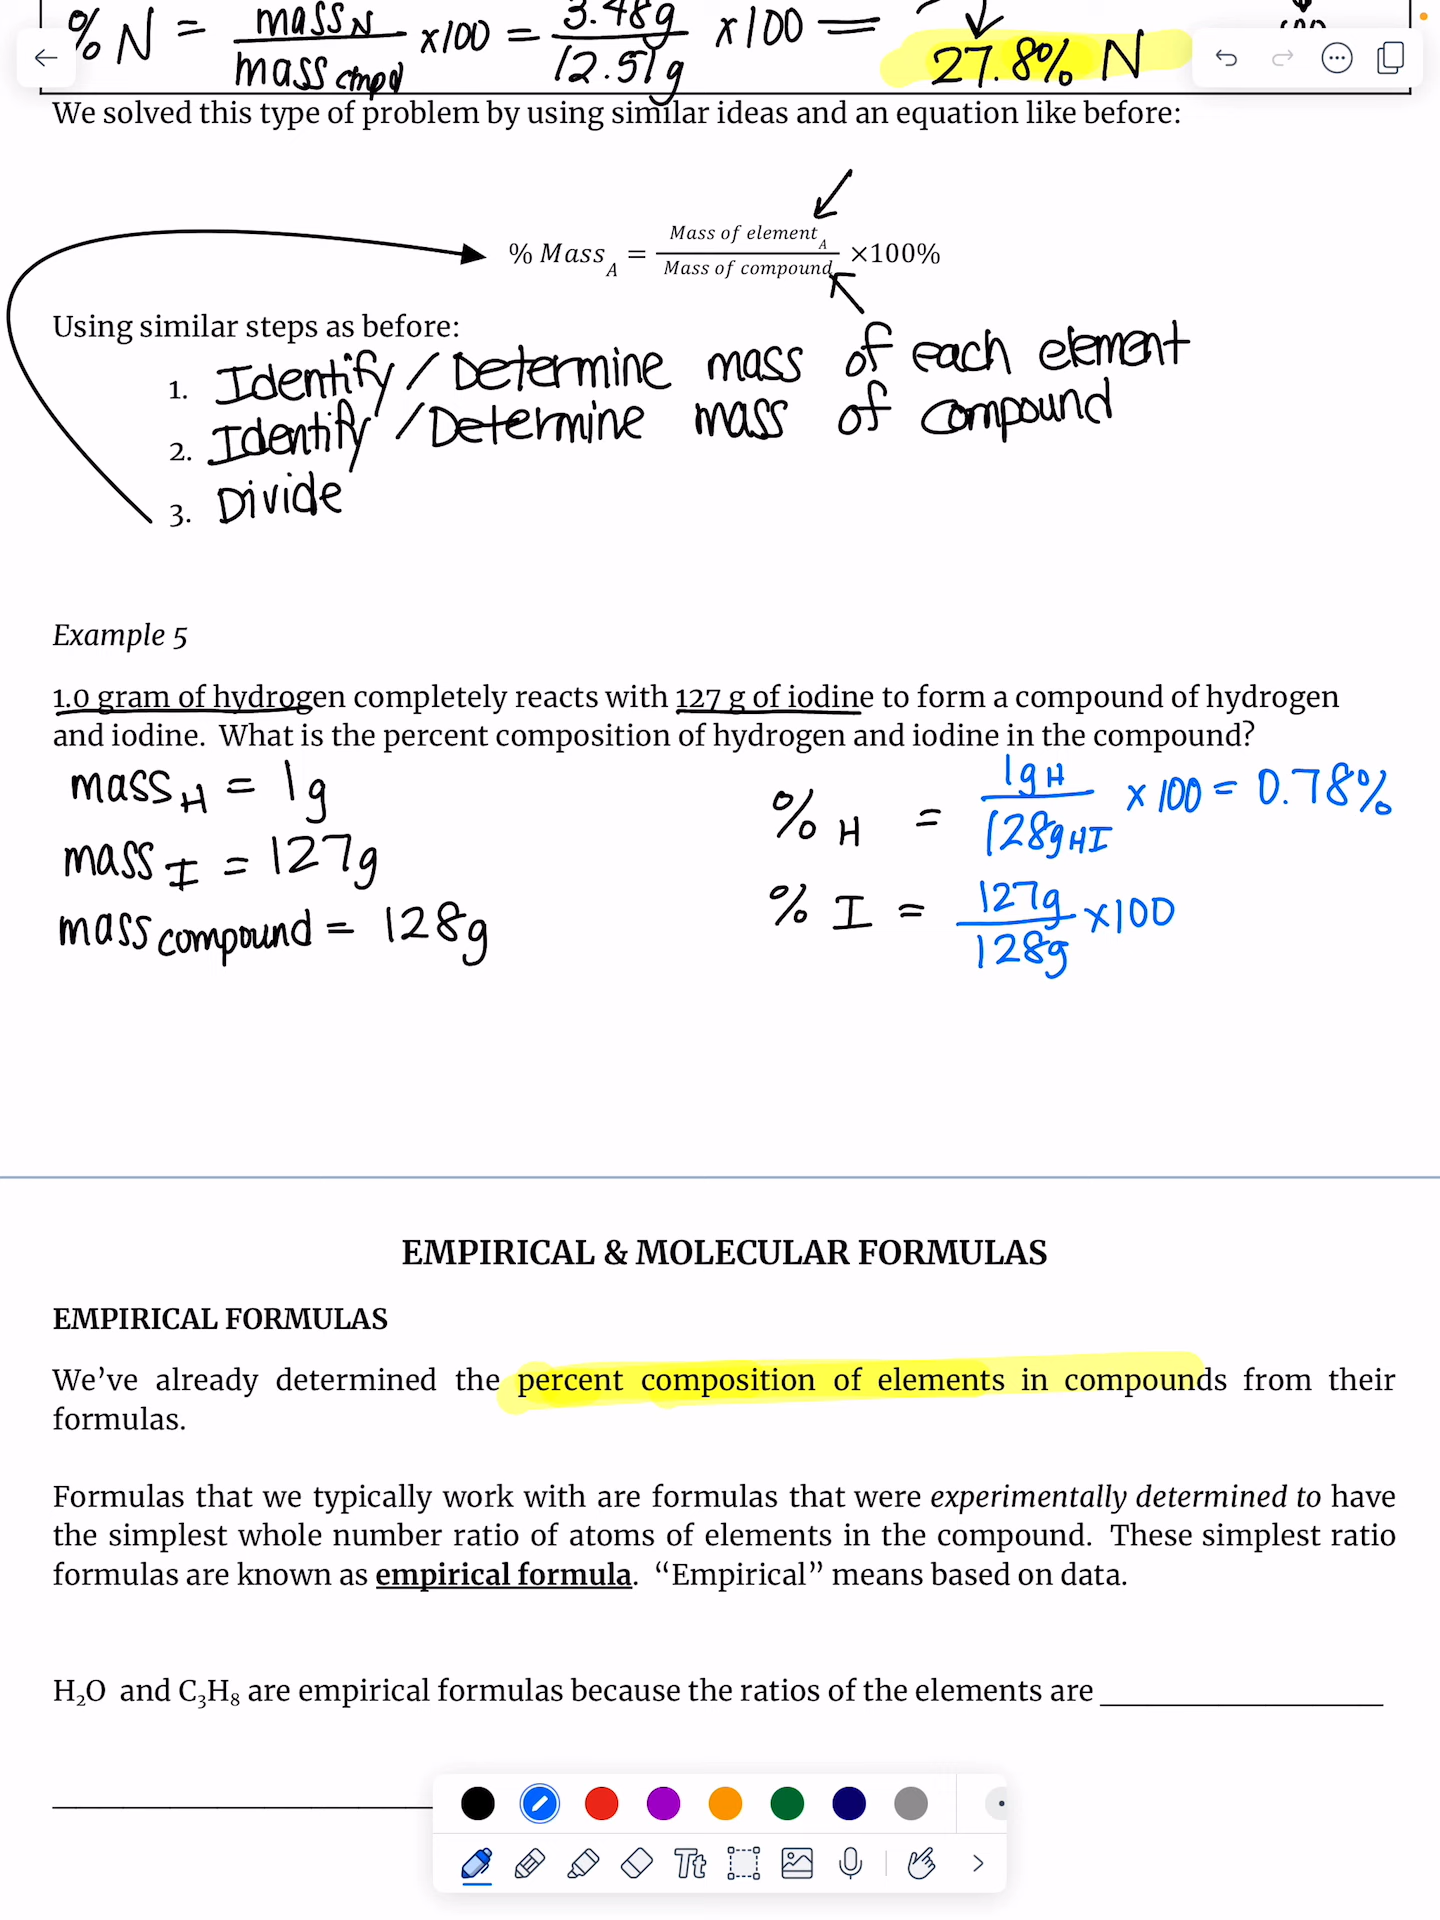 % N = mass N / mass cmpd x100 = 3.48g / 12.51g x100 = 27.8% N
We solved this type of problem by using similar ideas and an equation like before:
% Mass A = Mass of element A / Mass of compound ×100%
Using similar steps as before:
1. Identify / Determine mass of each element
2. Identify / Determine mass of compound
3. Divide
Example 5
1.0 gram of hydrogen completely reacts with 127 g of iodine to form a compound of hydrogen
and iodine. What is the percent composition of hydrogen and iodine in the compound?
mass H = 1g
% H = 1g H / 128g HI x 100 = 0.78%
mass I = 127g
% I = 127g / 128g x100
mass compound = 128g
EMPIRICAL & MOLECULAR FORMULAS
EMPIRICAL FORMULAS
We’ve already determined the percent composition of elements in compounds from their
formulas.
Formulas that we typically work with are formulas that were experimentally determined to have
the simplest whole number ratio of atoms of elements in the compound. These simplest ratio
formulas are known as empirical formula. “Empirical” means based on data.
H₂O and C₃H₈ are empirical formulas because the ratios of the elements are
Tt